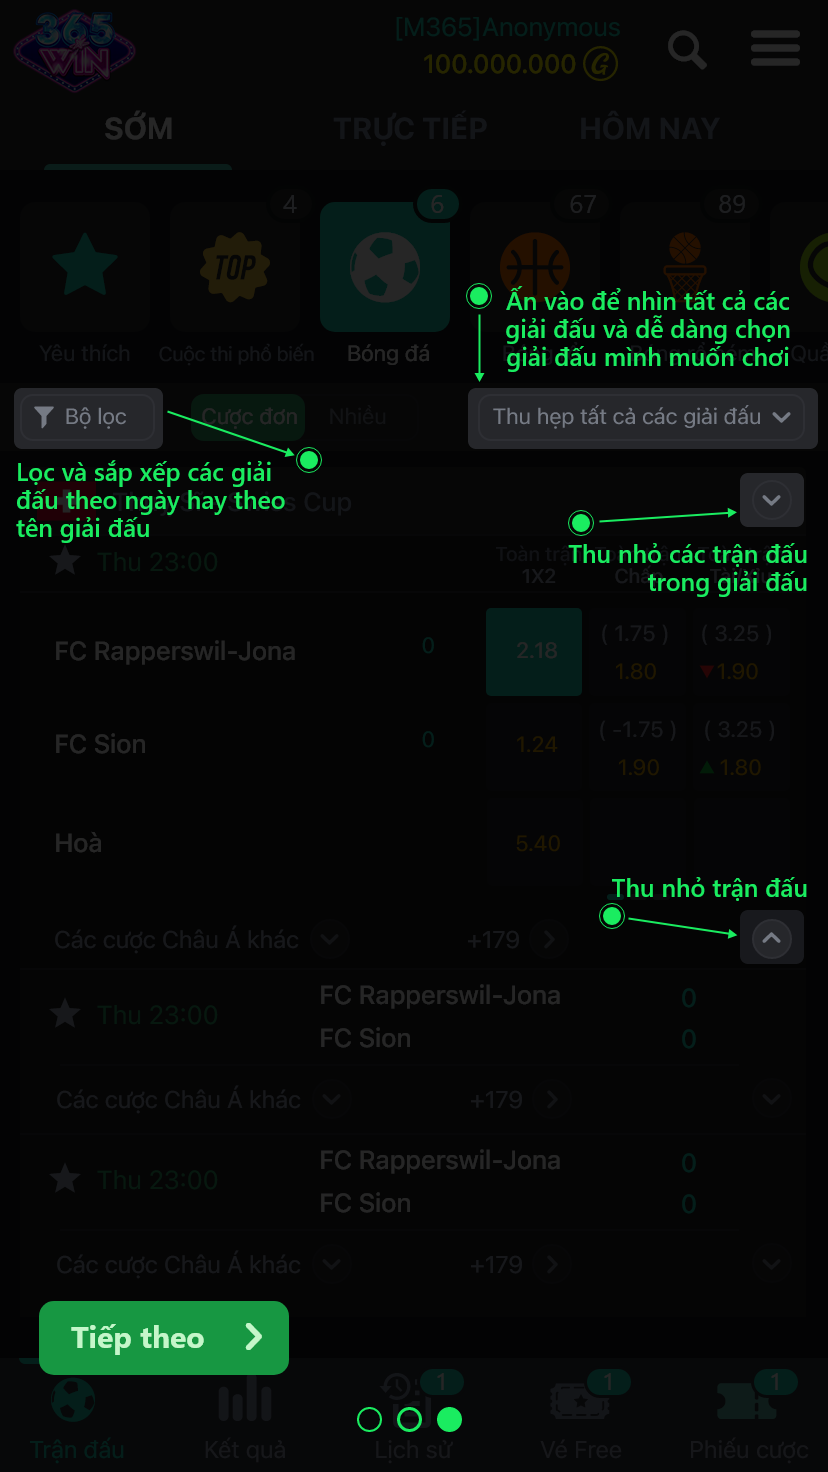 365
WIN
[M365]Anonymous
100.000.000
SỚM
TRỰC TIẾP
HÔM NAY
4
6
67
89
TOP
Yêu thích
Cuộc thi phổ biến
Bóng đá
Ấn vào để nhìn tất cả các
giải đấu và dễ dàng chọn
giải đấu mình muốn chơi
Bộ lọc
Cược đơn
Nhiều
Thu hẹp tất cả các giải đấu
Lọc và sắp xếp các giải
đấu theo ngày hay theo
tên giải đấu
Cup
Thu nhỏ các trận đấu
trong giải đấu
Thu 23:00
Toàn
1X2
FC Rapperswil-Jona
0
2.18
( 1.75 )
1.80
( 3.25 )
1.90
FC Sion
0
1.24
( -1.75 )
1.90
( 3.25 )
1.80
Hoà
5.40
Thu nhỏ trận đấu
Các cược Châu Á khác
+179
Thu 23:00
FC Rapperswil-Jona
0
FC Sion
0
Các cược Châu Á khác
+179
Thu 23:00
FC Rapperswil-Jona
0
FC Sion
0
Các cược Châu Á khác
+179
Tiếp theo
1
1
1
Trận đấu
Kết quả
Lịch sử
Vé Free
Phiếu cược